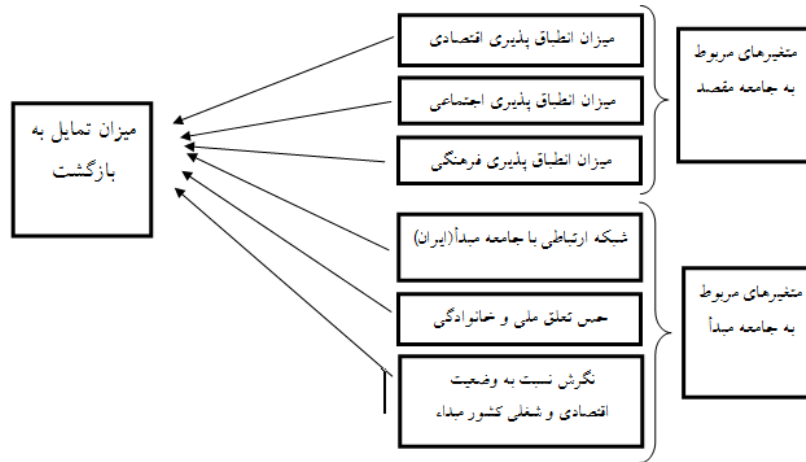 متغیرهای مربوط
به جامعه مقصد
میزان انطباق پذیری اقتصادی
میزان انطباق پذیری اجتماعی
میزان انطباق پذیری فرهنگی
میزان تمایل به
بازگشت
متغیرهای مربوط
به جامعه مبدأ
شبکه ارتباطی با جامعه مبدأ(ایران)
حس تعلق ملی و خانوادگی
نگرش نسبت به وضعیت
اقتصادی و شغلی کشور مبداء